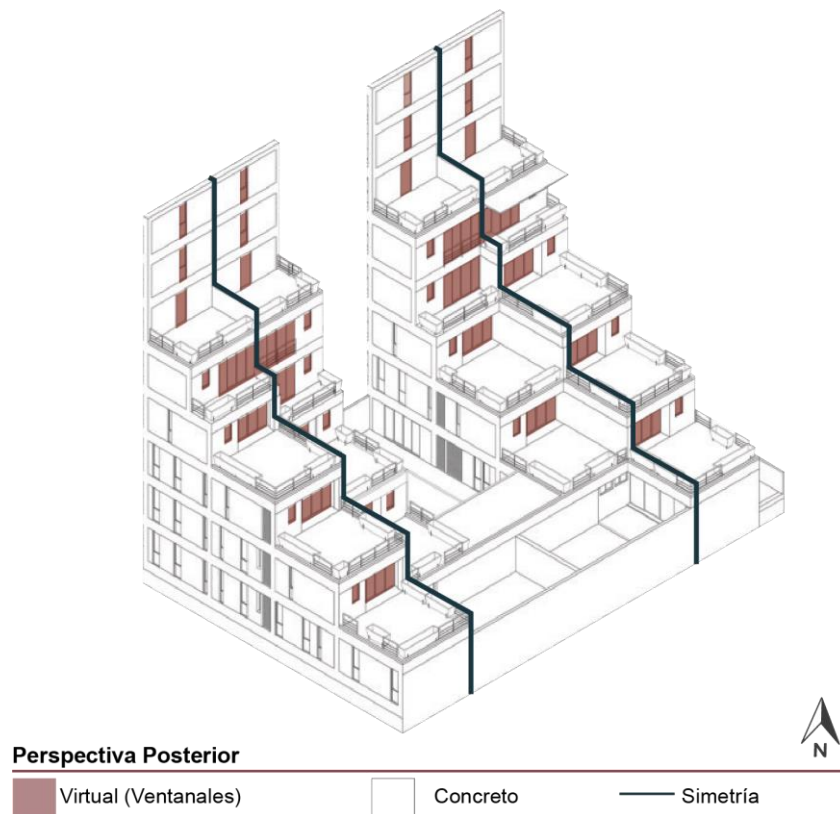 N
Perspectiva Posterior
Virtual (Ventanales)
Concreto
Simetría